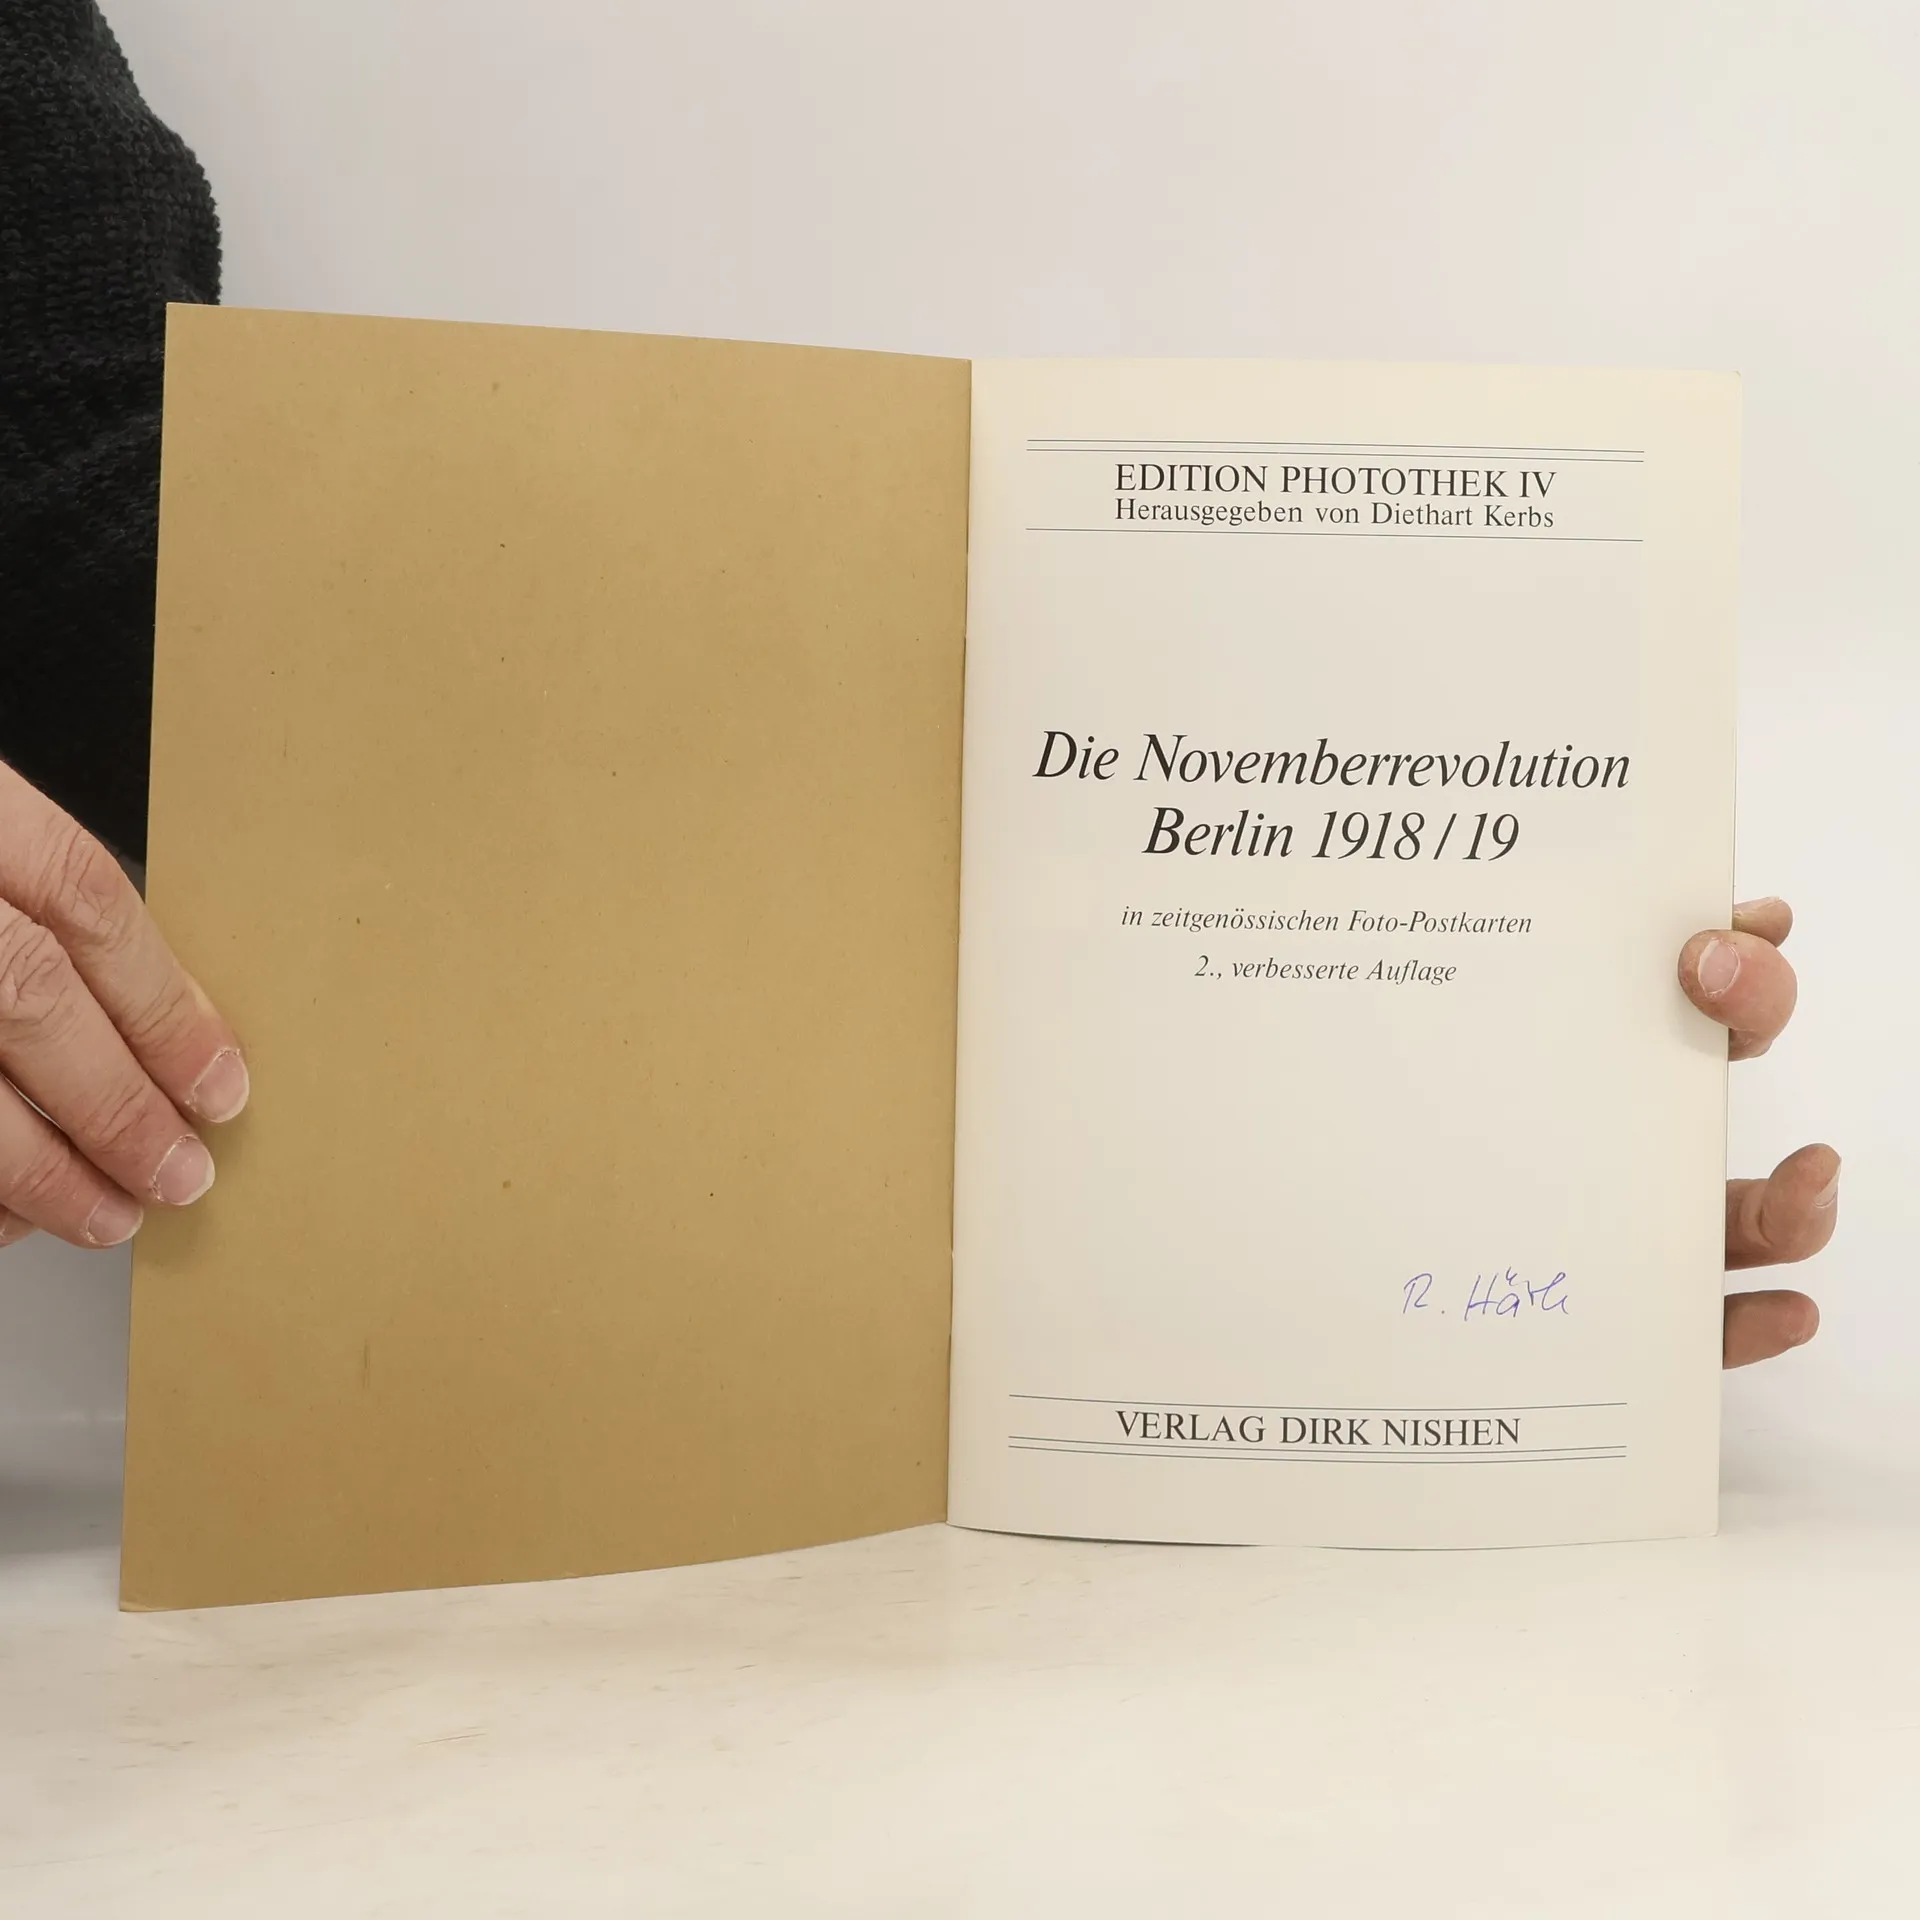 EDITION PHOTOTHEK IV
Herausgegeben von Diethart Kerbs
Die Novemberrevolution
Berlin 1918 / 19
in zeitgenössischen Foto-Postkarten
2., verbesserte Auflage
R.
VERLAG DIRK NISHEN